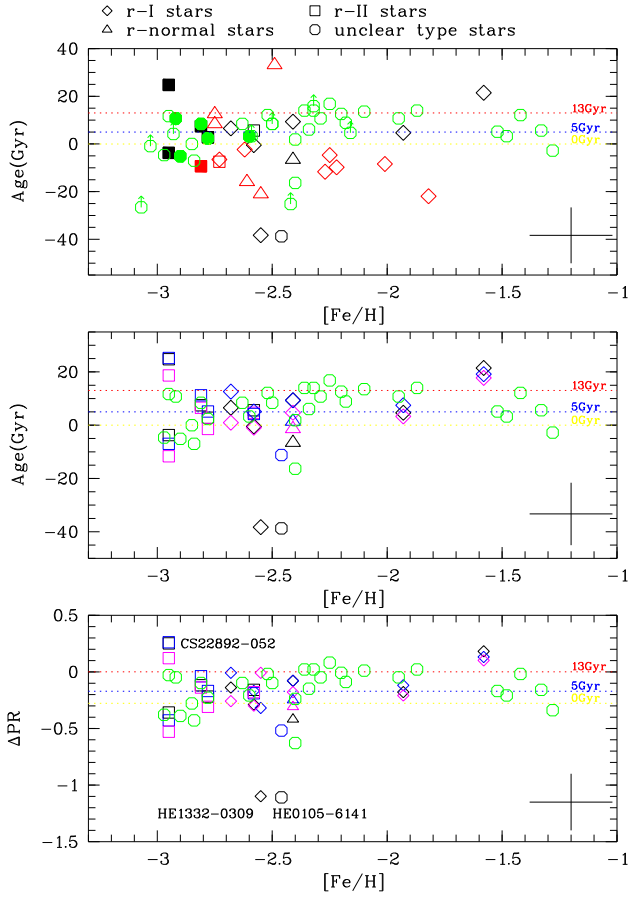 r-I stars r-II stars
r-normal stars unclear type stars
40
20
0
-20
-40
Age(Gyr)
13Gyr
5Gyr
0Gyr
-3 -2.5 -2 -1.5 -1
[Fe/H]
20
0
-20
-40
Age(Gyr)
13Gyr
5Gyr
0Gyr
-3 -2.5 -2 -1.5 -1
[Fe/H]
0.5
0
-0.5
-1
-1.5
ΔPR
CS22892-052
13Gyr
5Gyr
0Gyr
HE1332-0309 HE0105-6141
-3 -2.5 -2 -1.5 -1
[Fe/H]